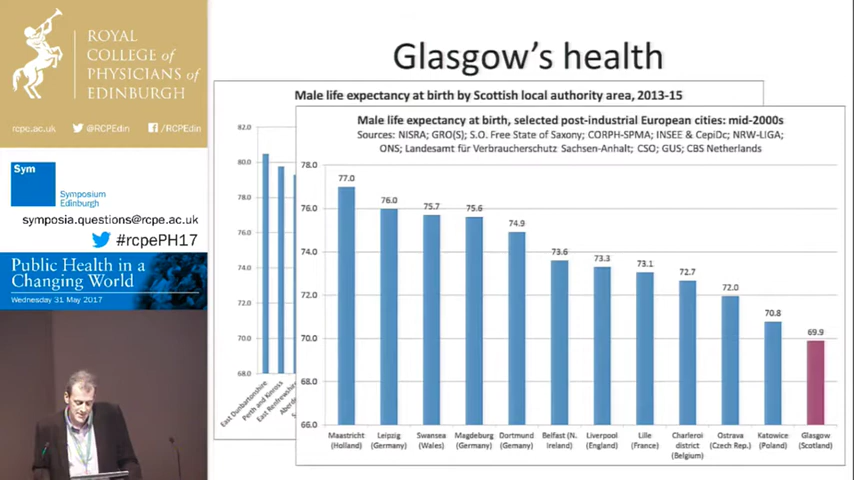 ROYAL
COLLEGE of
PHYSICIANS of
EDINBURGH
rcpe.ac.uk @RCPEdin /RCPEdin
Sym
Symposium
Edinburgh
symposia.questions@rcpe.ac.uk
#rcpePH17
Public Health in a
Changing World
Wednesday 31 May 2017
Glasgow's health
Male life expectancy at birth by Scottish local authority area, 2013-15
82.0
80.0
78.0
76.0
74.0
72.0
70.0
68.0
East Dunbartonshire
Perth and Kinross
East Renfrewshire
Male life expectancy at birth, selected post-industrial European cities: mid-2000s
Sources: NISRA; GRO(S); S.O. Free State of Saxony; CORPH-SPMA; INSEE & CepiDc; NRW-LIGA;
ONS; Landesamt für Verbraucherschutz Sachsen-Anhalt; CSO; GUS; CBS Netherlands
78.0
76.0
74.0
72.0
70.0
68.0
66.0
77.0
76.0
75.7
75.6
74.9
73.6
73.3
73.1
72.7
72.0
70.8
69.9
Maastricht
(Holland)
Leipzig
(Germany)
Swansea
(Wales)
Magdeburg
(Germany)
Dortmund
(Gemany)
Belfast (N.
Ireland)
Liverpool
(England)
Lille
(France)
Charleroi
district
(Belgium)
Ostrava
(Czech Rep.)
Katowice
(Poland)
Glasgow
(Scotland)